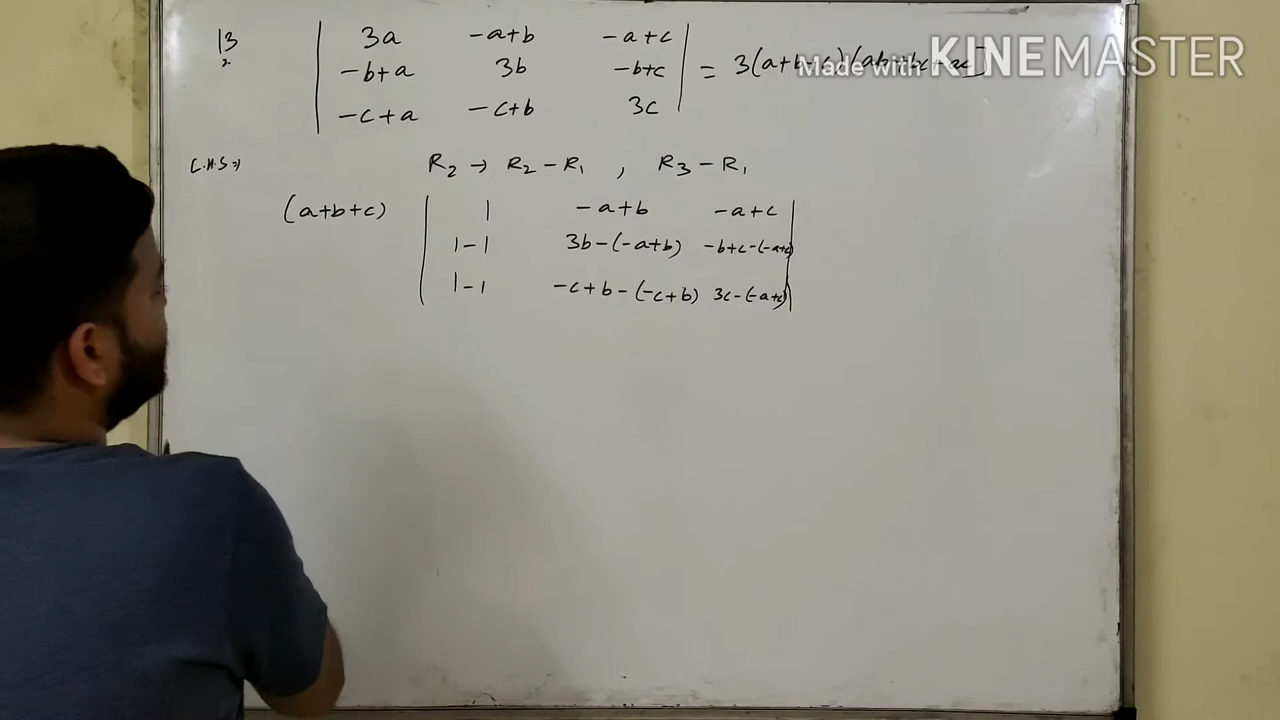 13
3a -a+b -a+c
-b+a 3b -b+c = 3(a+b+c)(ab+bc+ac)
-c+a -c+b 3c
Made with KINEMASTER
L.H.S⇒ R2 → R2 - R1 , R3 - R1
(a+b+c) 1 -a+b -a+c
1-1 3b-(-a+b) -b+c-(-a+c)
1-1 -c+b-(-c+b) 3c-(-a+c)